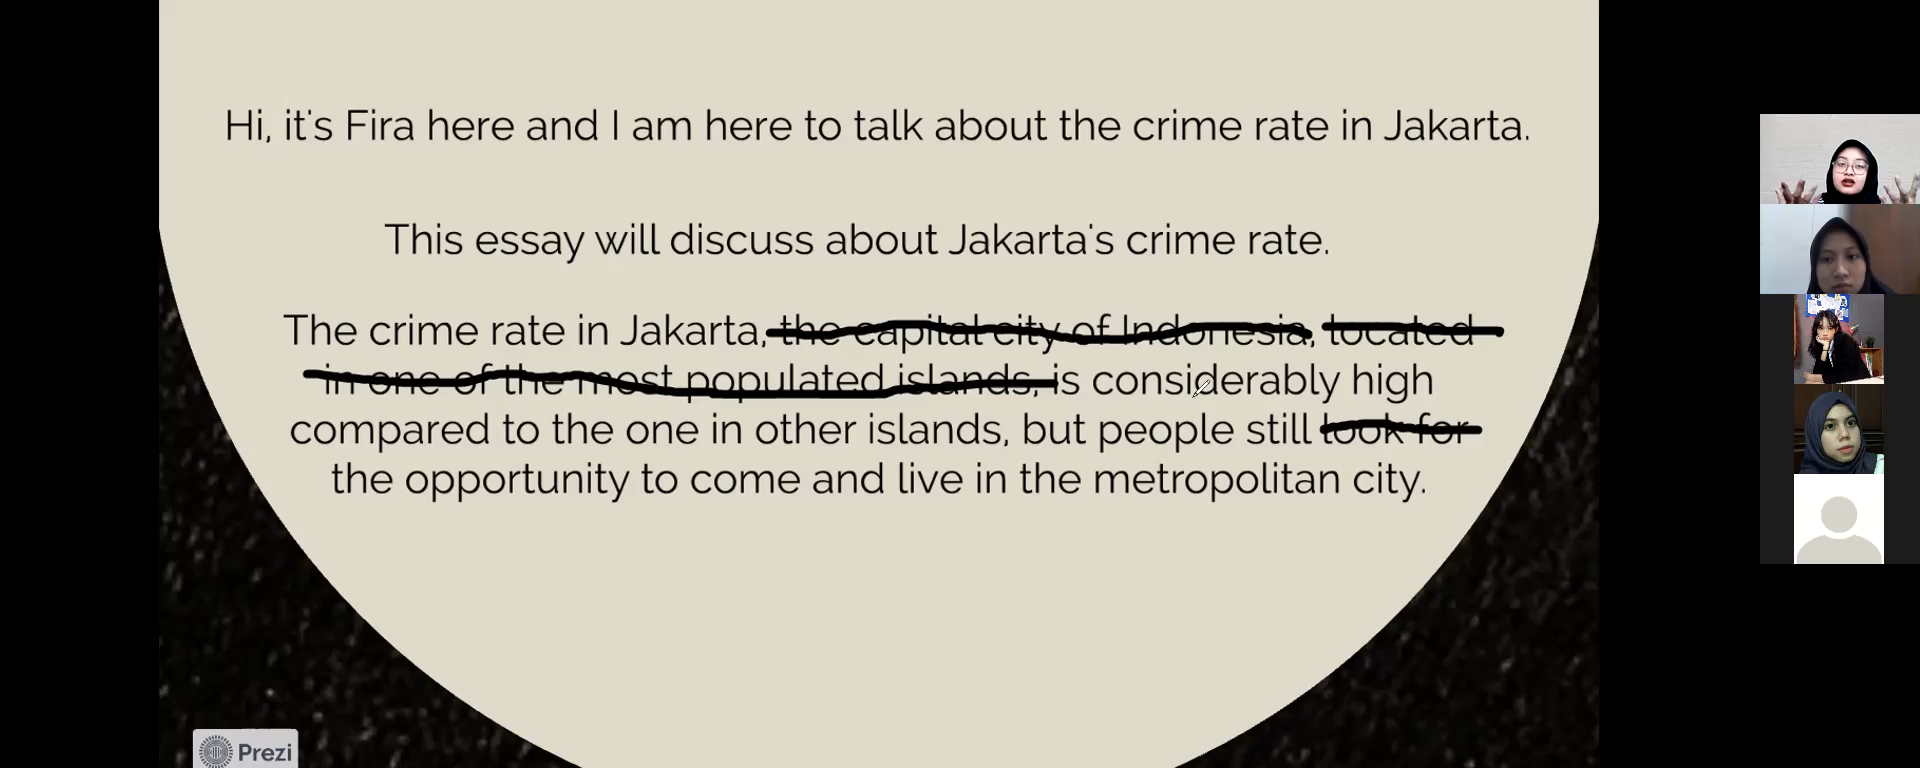 Hi, it's Fira here and I am here to talk about the crime rate in Jakarta.
This essay will discuss about Jakarta's crime rate.
The crime rate in Jakarta, the capital city of Indonesia, located
in one of the most populated islands, is considerably high
compared to the one in other islands, but people still look for
the opportunity to come and live in the metropolitan city.
Prezi